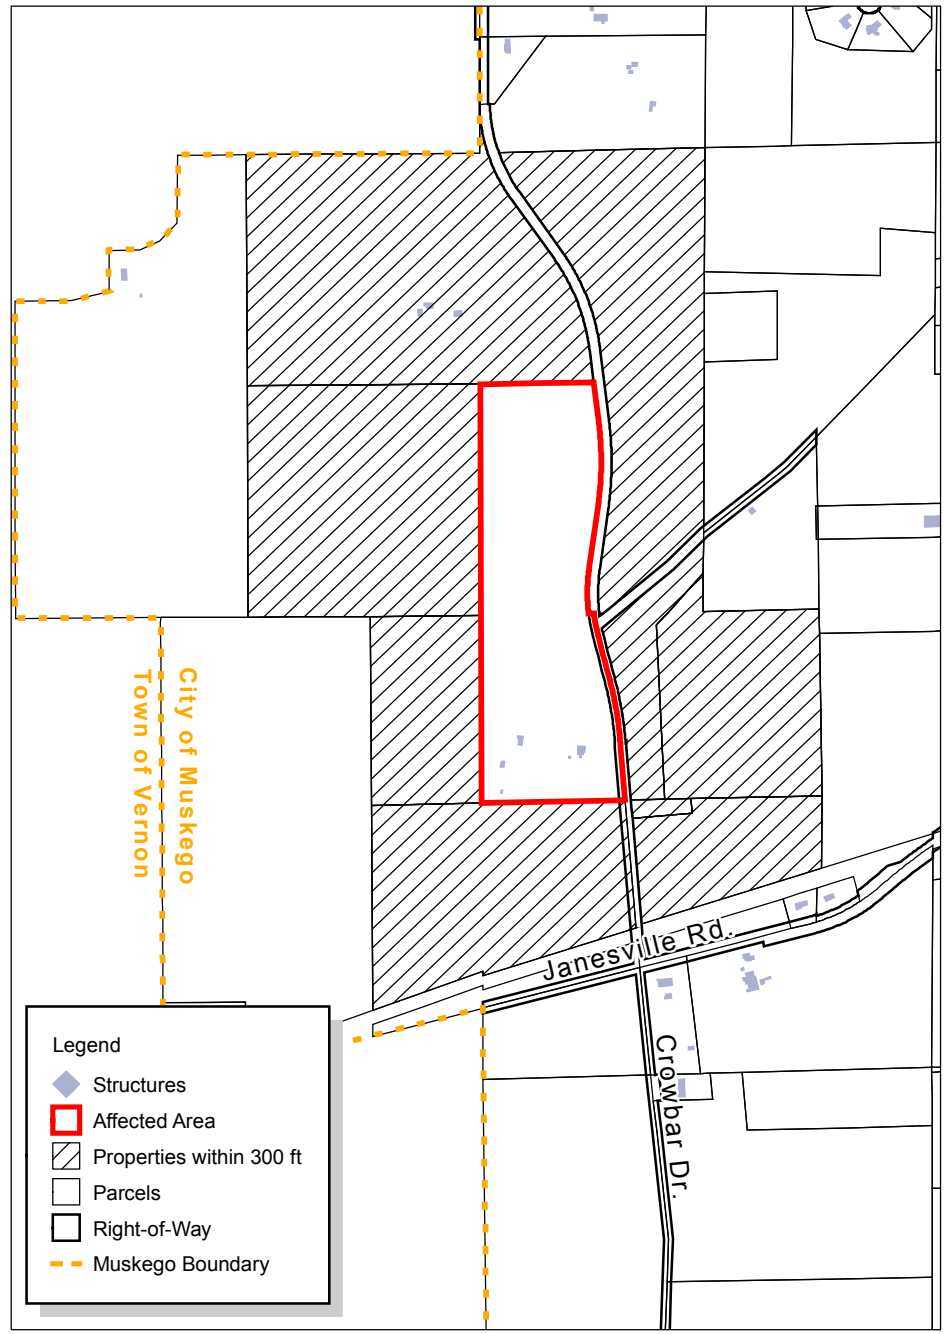 City of Muskego
Town of Vernon
Janesville Rd.
Crowbar Dr.
Legend
Structures
Affected Area
Properties within 300 ft
Parcels
Right-of-Way
Muskego Boundary